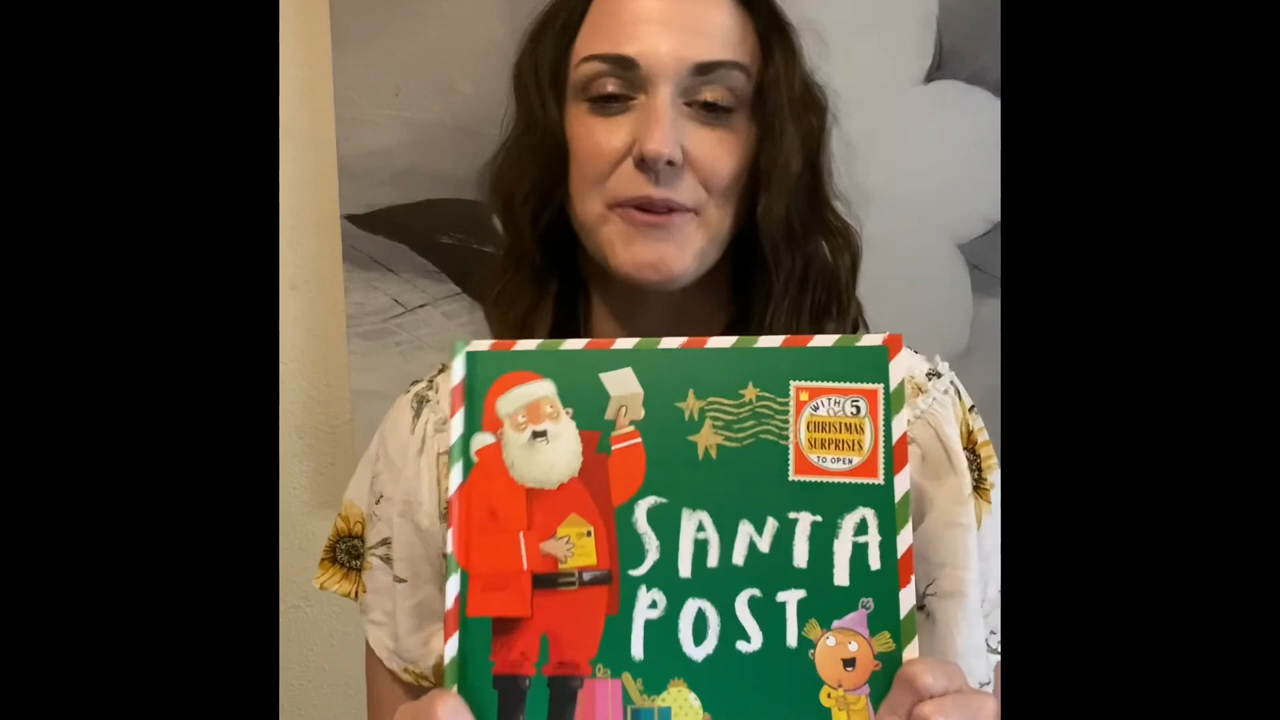 WITH 5
CHRISTMAS
SURPRISES
TO OPEN
SANTA
POST